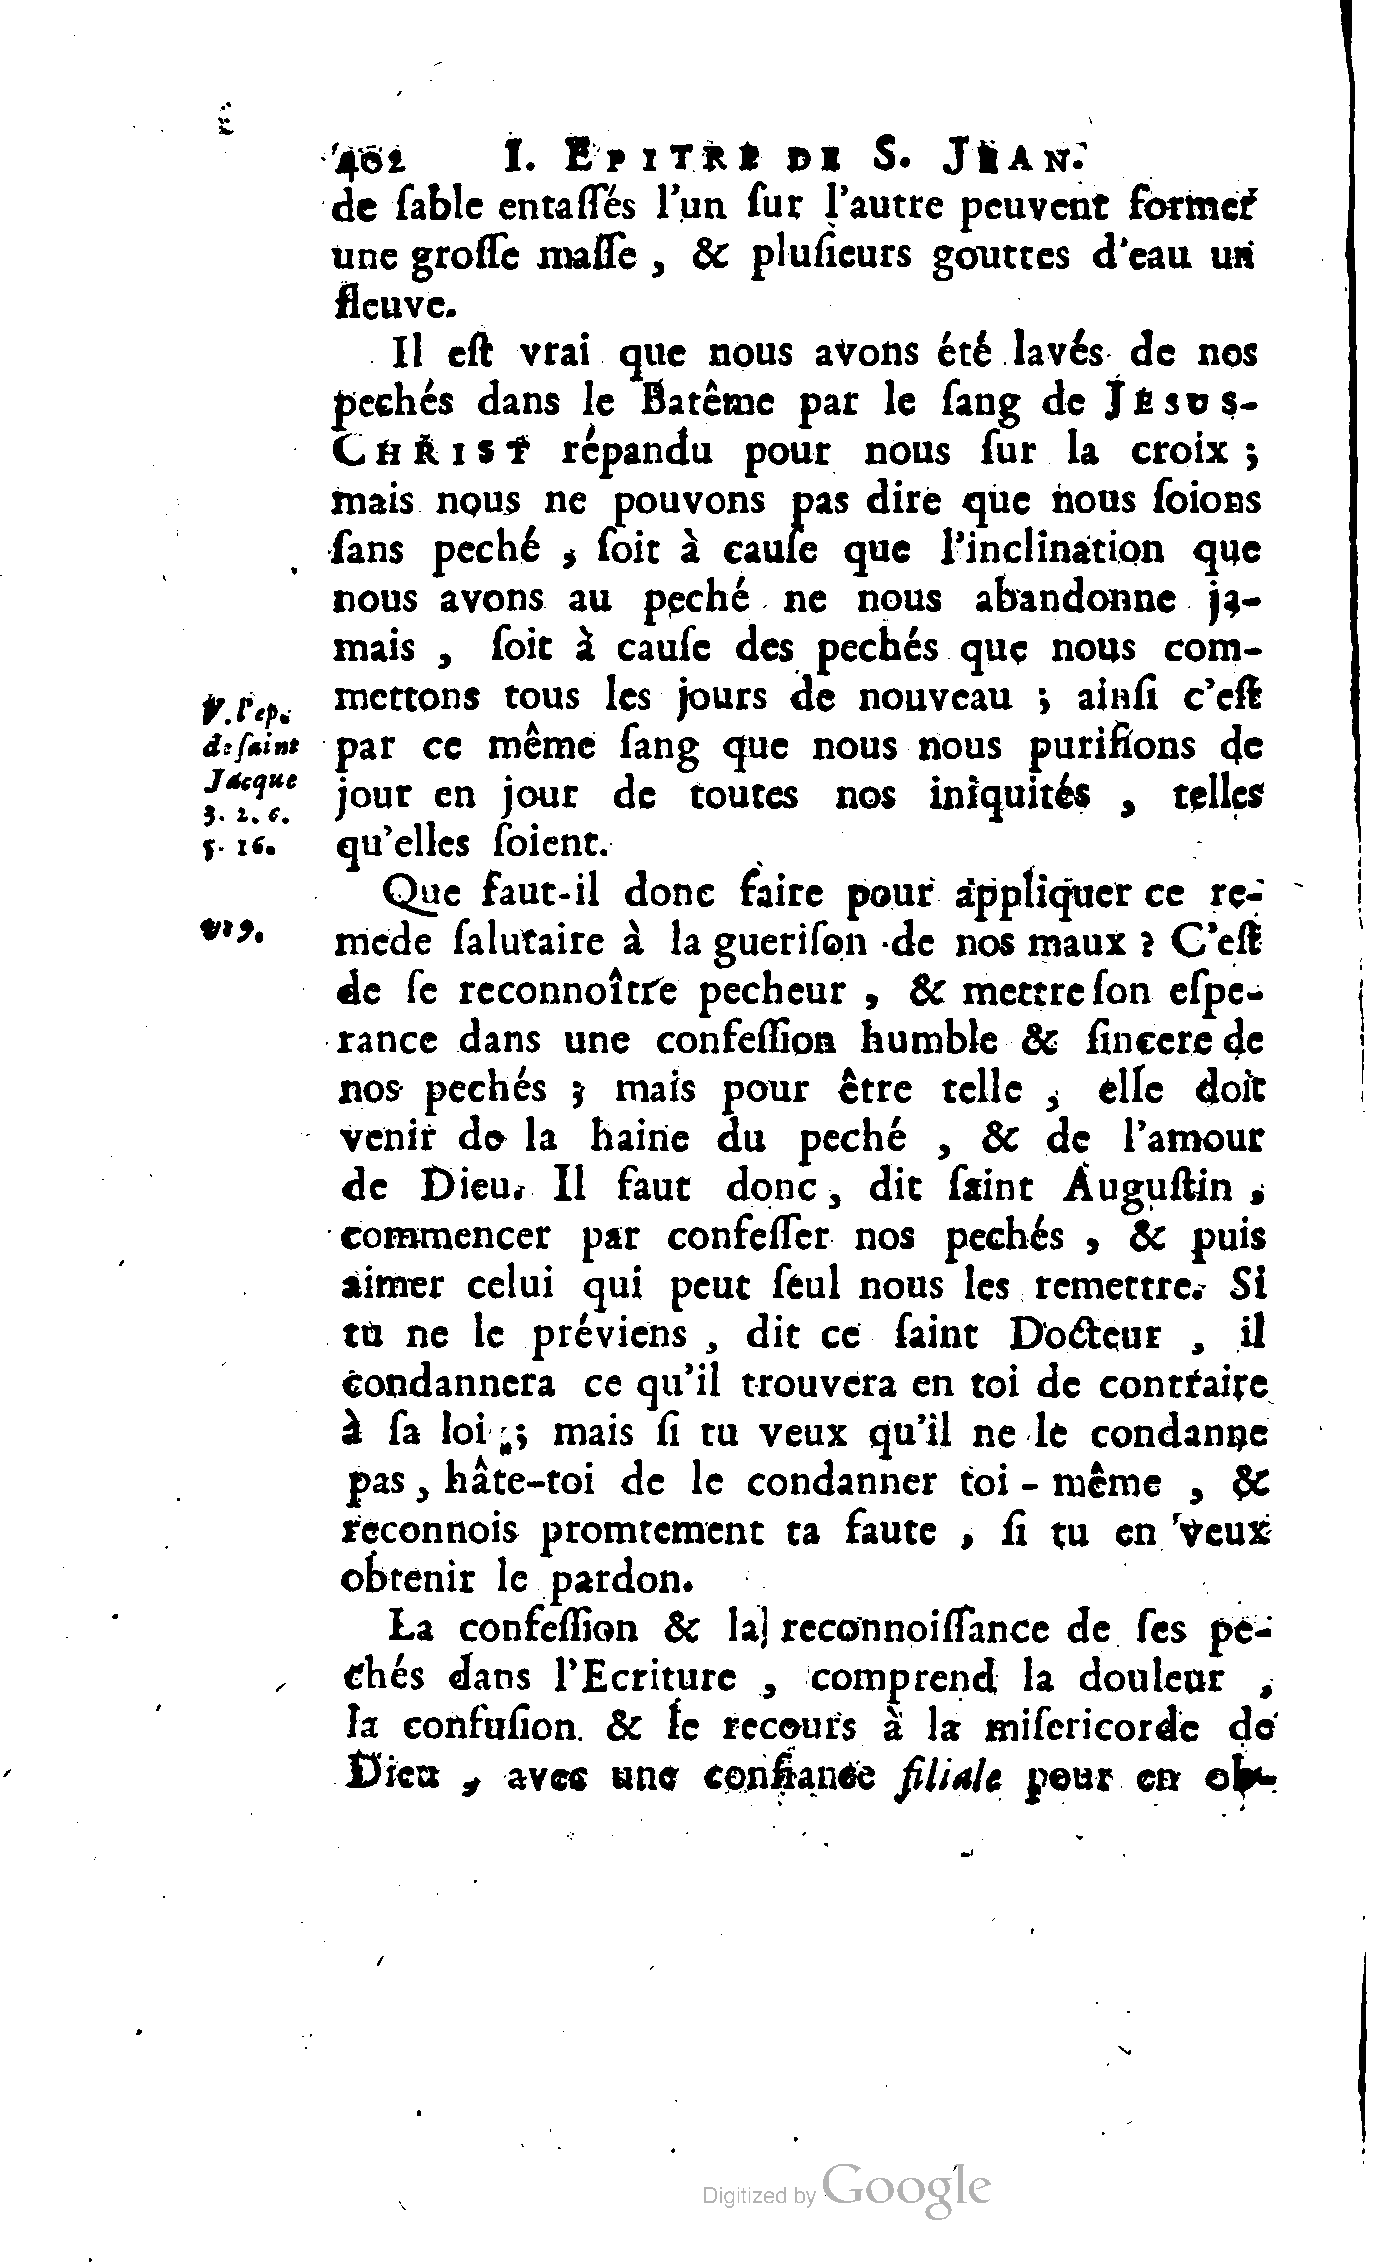 402 I. EPITRE DE S. JEAN.
de ſable entaſſés l'un ſur l'autre peuvent former
une groſſe maſſe , & pluſieurs gouttes d'eau un
fleuve.
Il eſt vrai que nous avons été lavés de nos
pechés dans le Batême par le ſang de JESUS-
CHRIST répandu pour nous ſur la croix ;
mais nous ne pouvons pas dire que nous ſoions
ſans peché , ſoit à cauſe que l'inclination que
nous avons au peché ne nous abandonne ja-
mais , ſoit à cauſe des pechés que nous com-
mettons tous les jours de nouveau ; ainſi c'eſt
par ce même ſang que nous nous purifions de
jour en jour de toutes nos iniquités , telles
qu'elles ſoient.
V. l'ep.
de ſaint
Jacque
3. 2. 6.
5. 16.
Que faut-il donc faire pour appliquer ce re-
mede ſalutaire à la gueriſon de nos maux ? C'eſt
de ſe reconnoître pecheur , & mettre ſon eſpe-
rance dans une confeſſion humble & ſincere de
nos pechés ; mais pour être telle , elle doit
venir de la haine du peché , & de l'amour
de Dieu. Il faut donc , dit ſaint Auguſtin ,
commencer par confeſſer nos pechés , & puis
aimer celui qui peut ſeul nous les remettre. Si
tu ne le préviens , dit ce ſaint Docteur , il
condannera ce qu'il trouvera en toi de contraire
à ſa loi ; mais ſi tu veux qu'il ne le condanne
pas , hâte-toi de le condanner toi-même , &
reconnois promtement ta faute , ſi tu en veux
obtenir le pardon.
La confeſſion & la reconnoiſſance de ſes pe-
chés dans l'Ecriture , comprend la douleur ,
la confuſion & le recours à la miſericorde de
Dieu , avec une confiance filiale pour en ob-
Digitized by Google